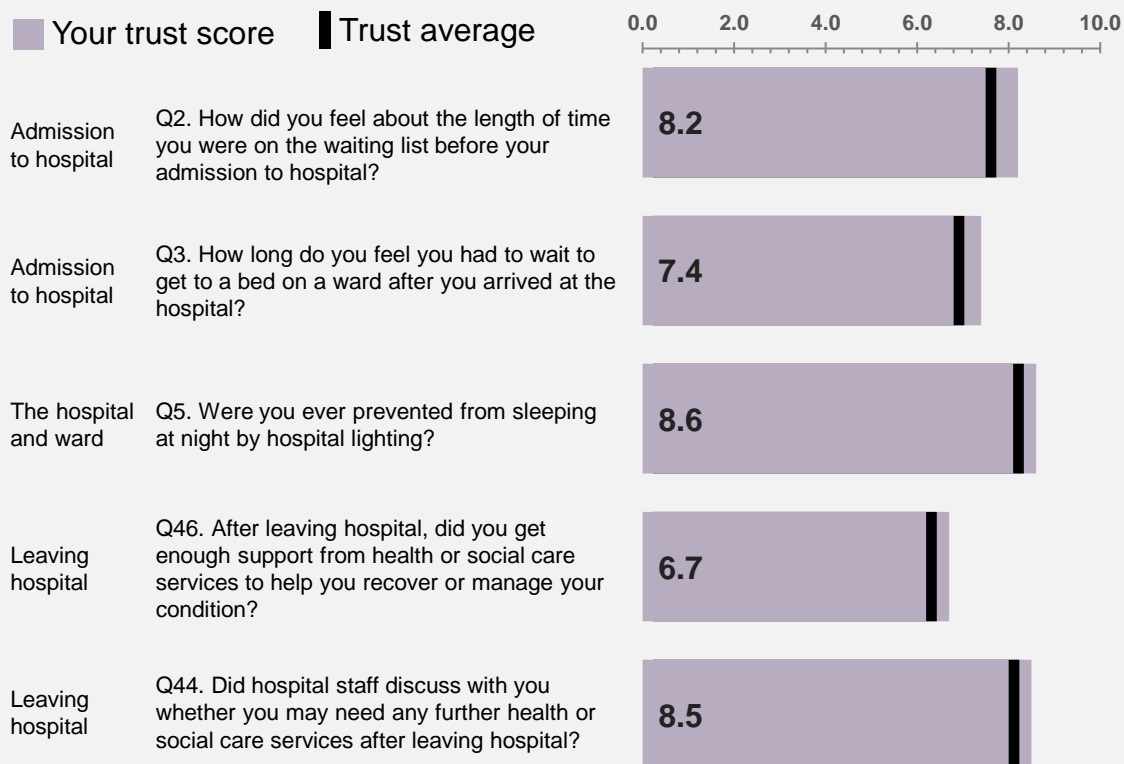 Your trust score
Trust average
0.0 2.0 4.0 6.0 8.0 10.0
Admission
to hospital
Q2. How did you feel about the length of time
you were on the waiting list before your
admission to hospital?
8.2
Admission
to hospital
Q3. How long do you feel you had to wait to
get to a bed on a ward after you arrived at the
hospital?
7.4
The hospital
and ward
Q5. Were you ever prevented from sleeping
at night by hospital lighting?
8.6
Leaving
hospital
Q46. After leaving hospital, did you get
enough support from health or social care
services to help you recover or manage your
condition?
6.7
Leaving
hospital
Q44. Did hospital staff discuss with you
whether you may need any further health or
social care services after leaving hospital?
8.5